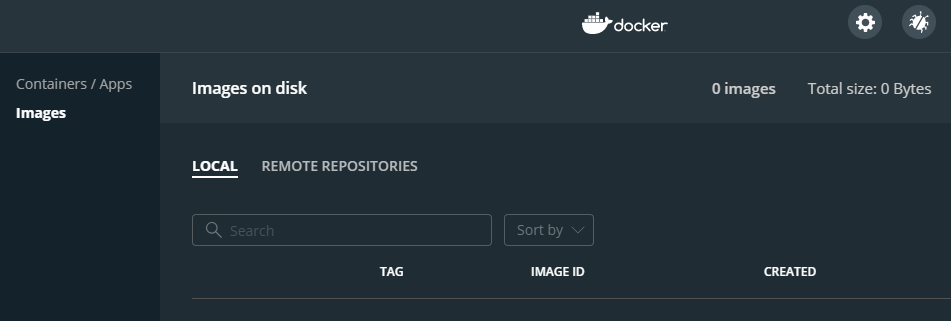 docker
Containers / Apps
Images
Images on disk
0 images
Total size: 0 Bytes
LOCAL
REMOTE REPOSITORIES
Search
Sort by
TAG
IMAGE ID
CREATED